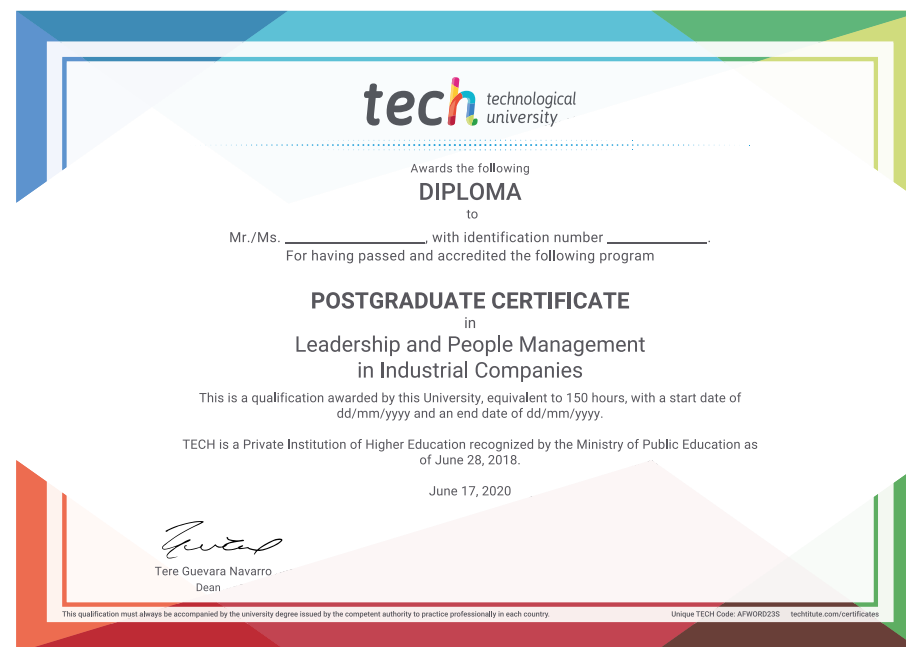 tech technological
university
Awards the following
DIPLOMA
to
Mr./Ms. ____________________, with identification number ______________.
For having passed and accredited the following program
POSTGRADUATE CERTIFICATE
in
Leadership and People Management
in Industrial Companies
This is a qualification awarded by this University, equivalent to 150 hours, with a start date of
dd/mm/yyyy and an end date of dd/mm/yyyy.
TECH is a Private Institution of Higher Education recognized by the Ministry of Public Education as
of June 28, 2018.
June 17, 2020
Tere Guevara Navarro
Dean
This qualification must always be accompanied by the university degree issued by the competent authority to practice professionally in each country. Unique TECH Code: AFWORD23S techtitute.com/certificates